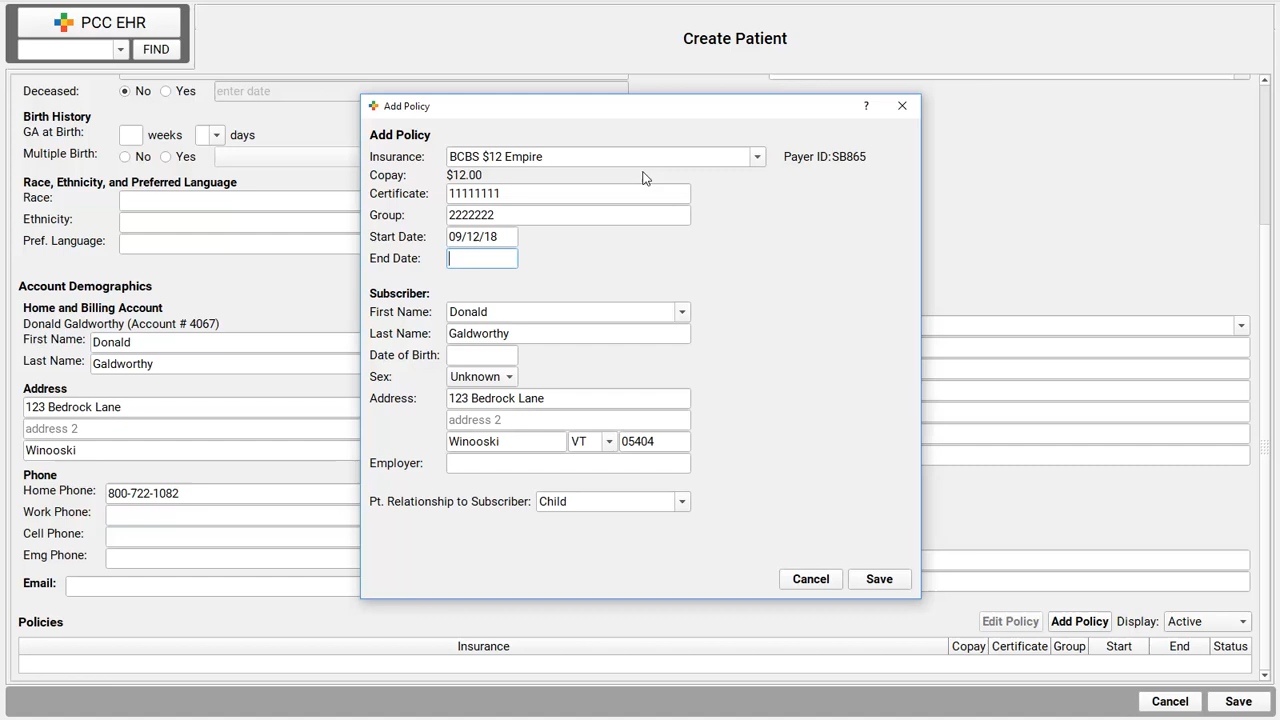 PCC EHR
FIND
Create Patient
Deceased: No Yes enter date
Birth History
GA at Birth: weeks days
Multiple Birth: No Yes
Race, Ethnicity, and Preferred Language
Race:
Ethnicity:
Pref. Language:
Account Demographics
Home and Billing Account
Donald Galdworthy (Account # 4067)
First Name: Donald
Last Name: Galdworthy
Address
123 Bedrock Lane
address 2
Winooski
Phone
Home Phone: 800-722-1082
Work Phone:
Cell Phone:
Emg Phone:
Email:
Add Policy ?
Add Policy
Insurance: BCBS $12 Empire Payer ID: SB865
Copay: $12.00
Certificate: 11111111
Group: 2222222
Start Date: 09/12/18
End Date:
Subscriber:
First Name: Donald
Last Name: Galdworthy
Date of Birth:
Sex: Unknown
Address: 123 Bedrock Lane
address 2
Winooski VT 05404
Employer:
Pt. Relationship to Subscriber: Child
Cancel Save
Policies Edit Policy Add Policy Display: Active
Insurance Copay Certificate Group Start End Status
Cancel Save